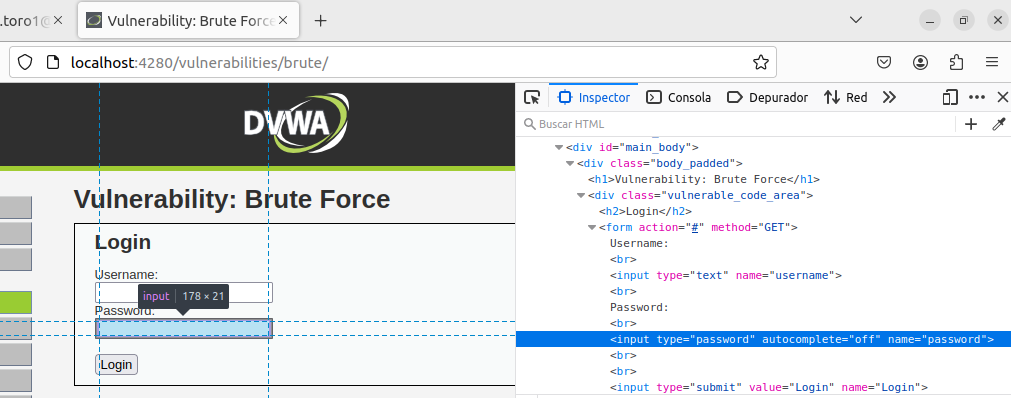 .toro1@
Vulnerability: Brute Force
localhost:4280/vulnerabilities/brute/
DVWA
Vulnerability: Brute Force
Login
Username:
input 178 × 21
Password:
Login
Inspector Consola Depurador Red
Buscar HTML
<div id="main_body">
<div class="body_padded">
<h1>Vulnerability: Brute Force</h1>
<div class="vulnerable_code_area">
<h2>Login</h2>
<form action="#" method="GET">
Username:
<br>
<input type="text" name="username">
<br>
Password:
<br>
<input type="password" autocomplete="off" name="password">
<br>
<br>
<input type="submit" value="Login" name="Login">